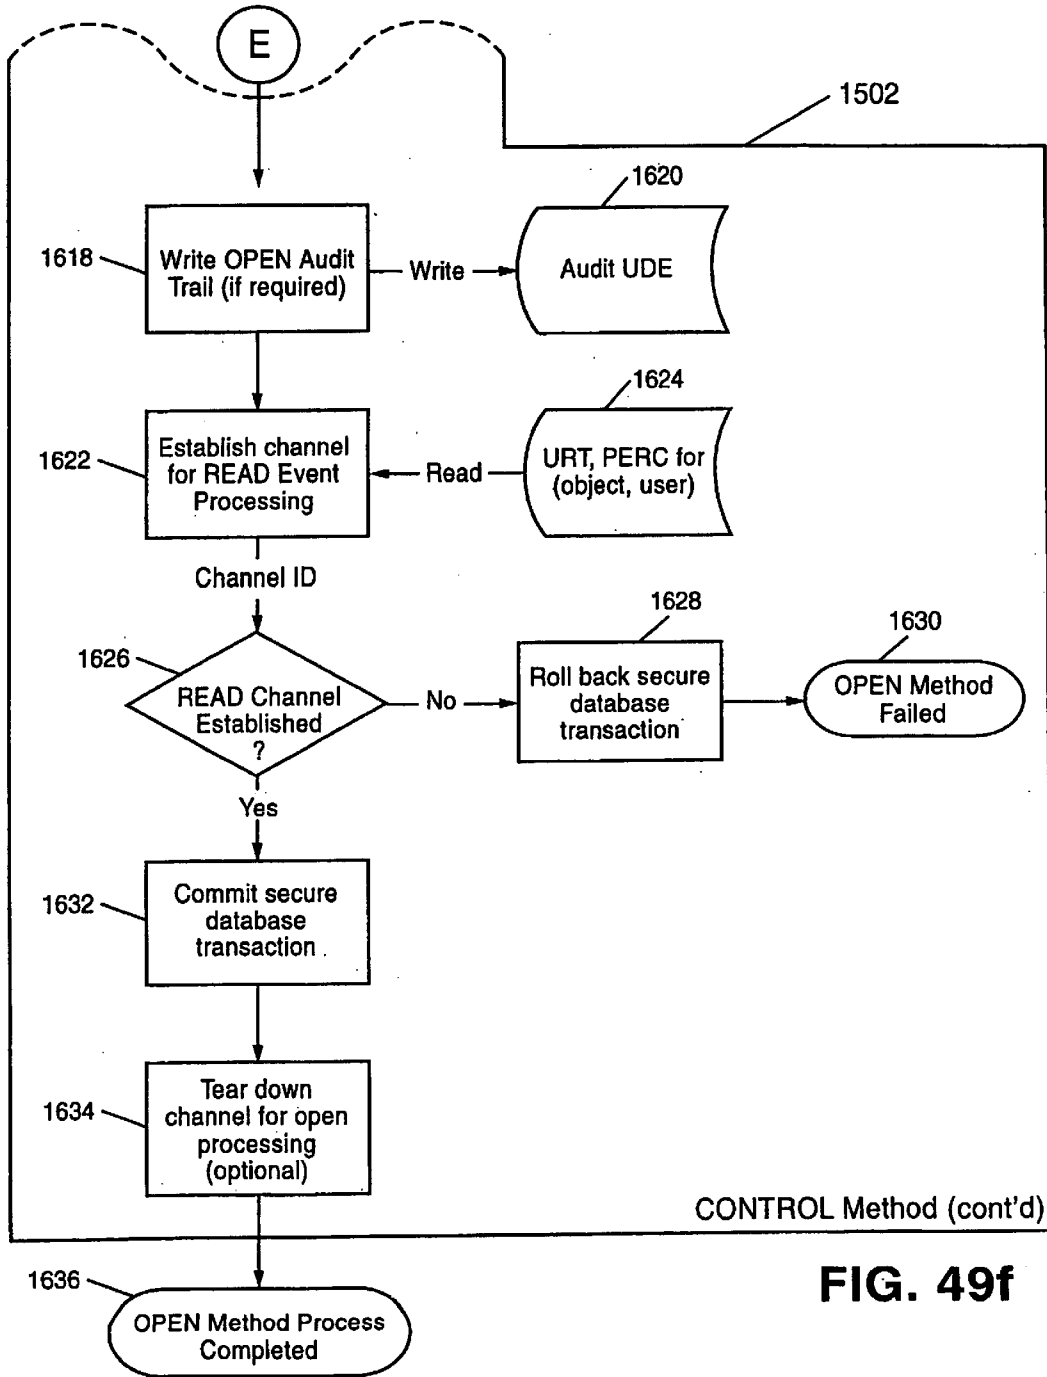 E
1502
1618
Write OPEN Audit
Trail (if required)
Write
1620
Audit UDE
1622
Establish channel
for READ Event
Processing
Read
1624
URT, PERC for
(object, user)
Channel ID
1626
READ Channel
Established
?
No
1628
Roll back secure
database
transaction
1630
OPEN Method
Failed
Yes
1632
Commit secure
database
transaction
1634
Tear down
channel for open
processing
(optional)
CONTROL Method (cont'd)
1636
OPEN Method Process
Completed
FIG. 49f